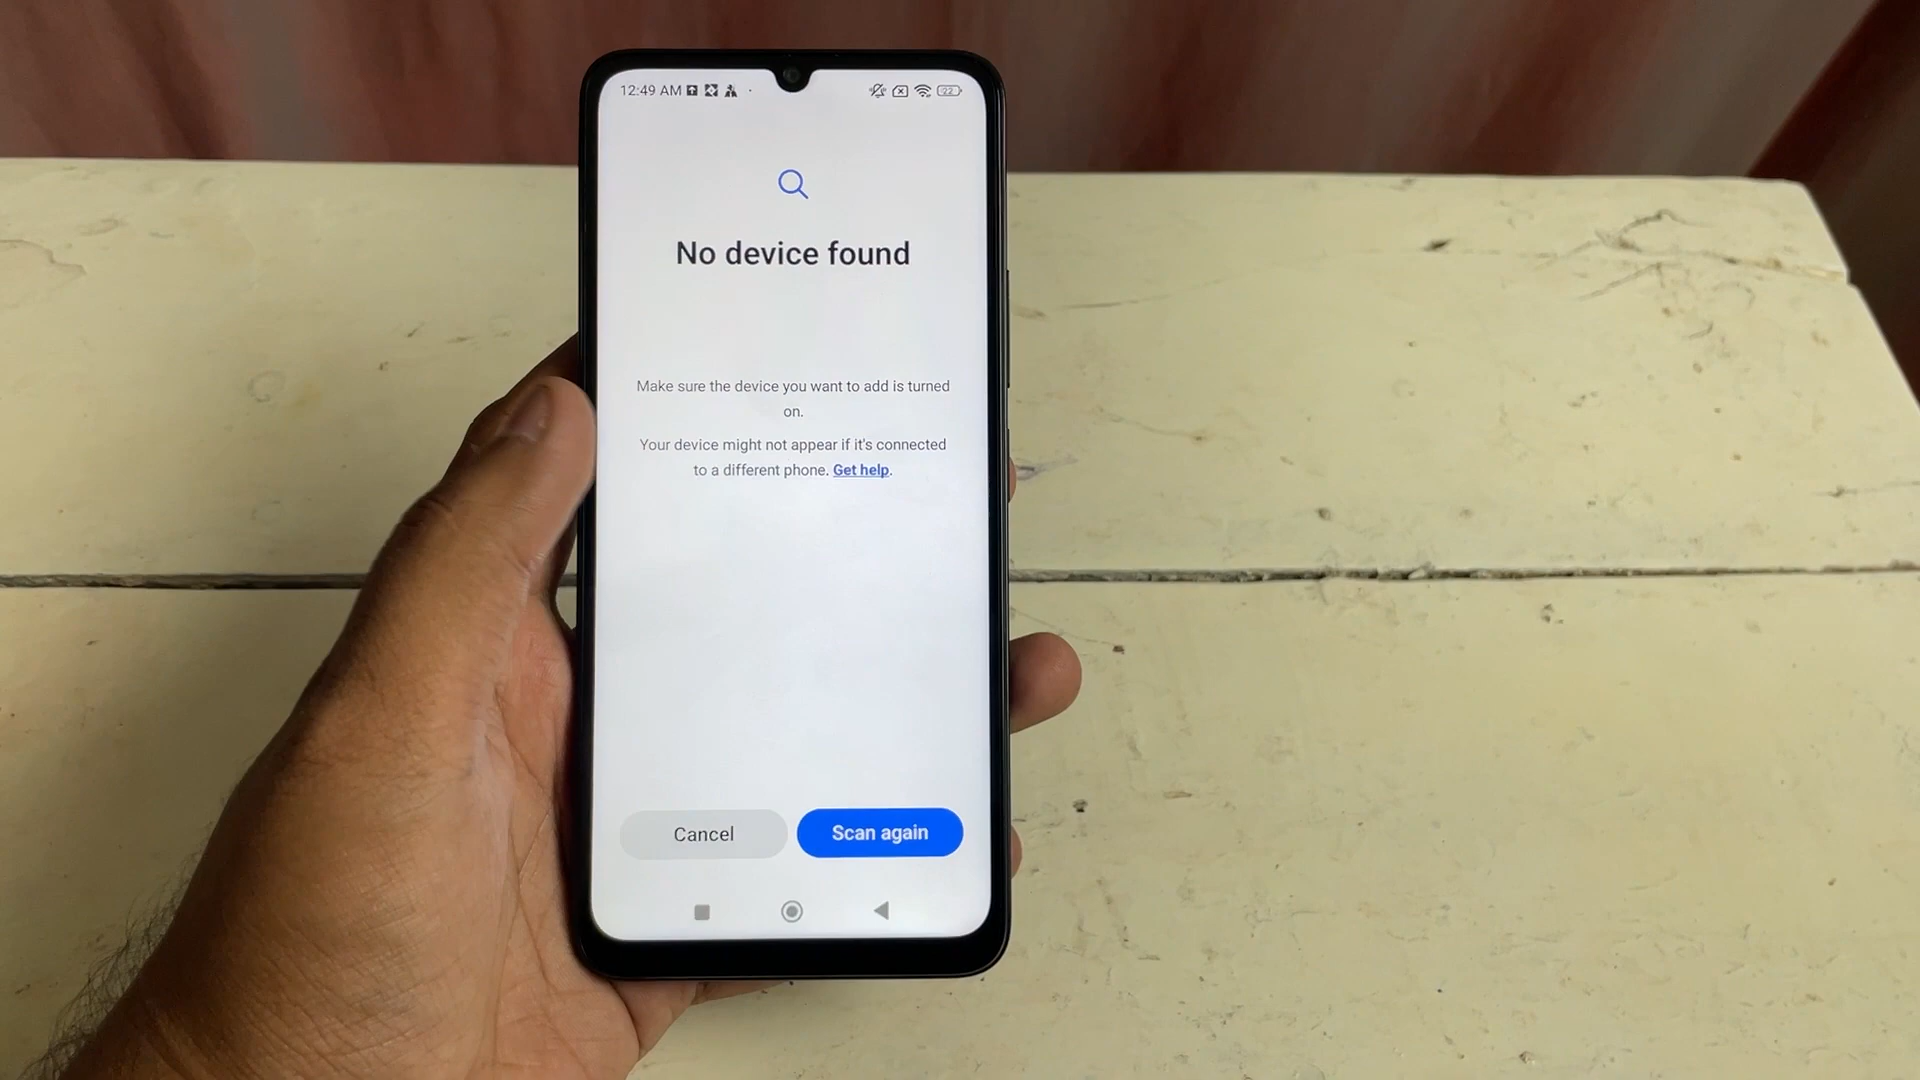 12:49 AM
22
No device found
Make sure the device you want to add is turned
on.
Your device might not appear if it's connected
to a different phone. Get help.
Cancel
Scan again